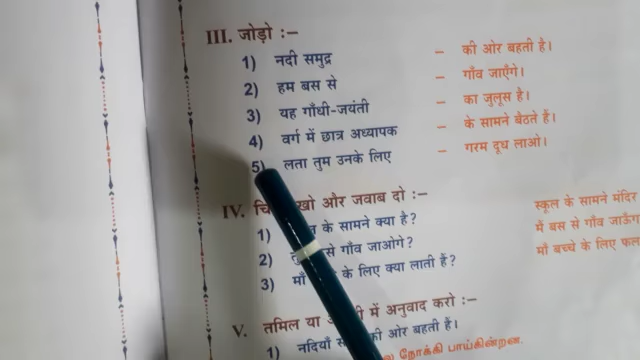 III. जोड़ो :–
1) नदी समुद्र – की ओर बहती है।
2) हम बस से – गाँव जाएँगे।
3) यह गाँधी-जयंती – का जुलूस है।
4) वर्ग में छात्र अध्यापक – के सामने बैठते हैं।
5) लता तुम उनके लिए – गरम दूध लाओ।
IV. और जवाब दो :–
1) के सामने क्या है? स्कूल के सामने मंदिर
2) से गाँव जाओगे? मैं बस से गाँव जाऊँगा
3) माँ के लिए क्या लाती हैं? माँ बच्चे के लिए फल
V. तमिल या में अनुवाद करो :–
1) नदियाँ की ओर बहती हैं।
நோக்கி பாய்கின்றன.